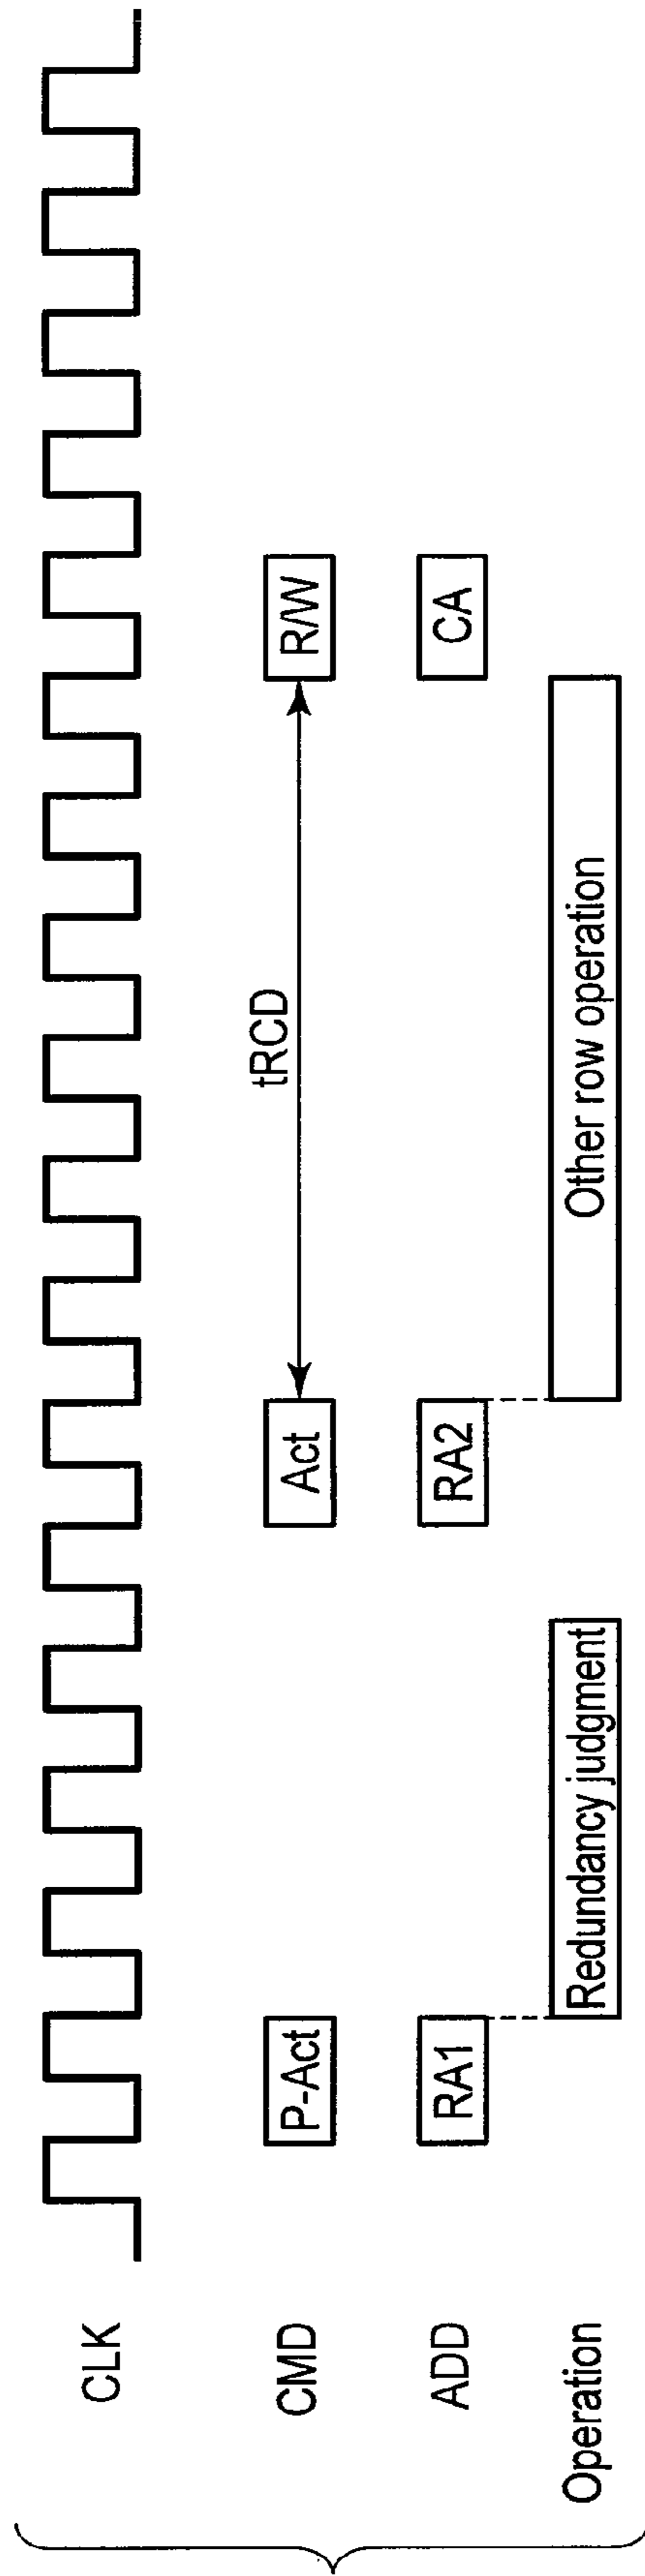 CLK
CMD
P-Act
Act
tRCD
R/W
ADD
RA1
RA2
CA
Operation
Redundancy judgment
Other row operation